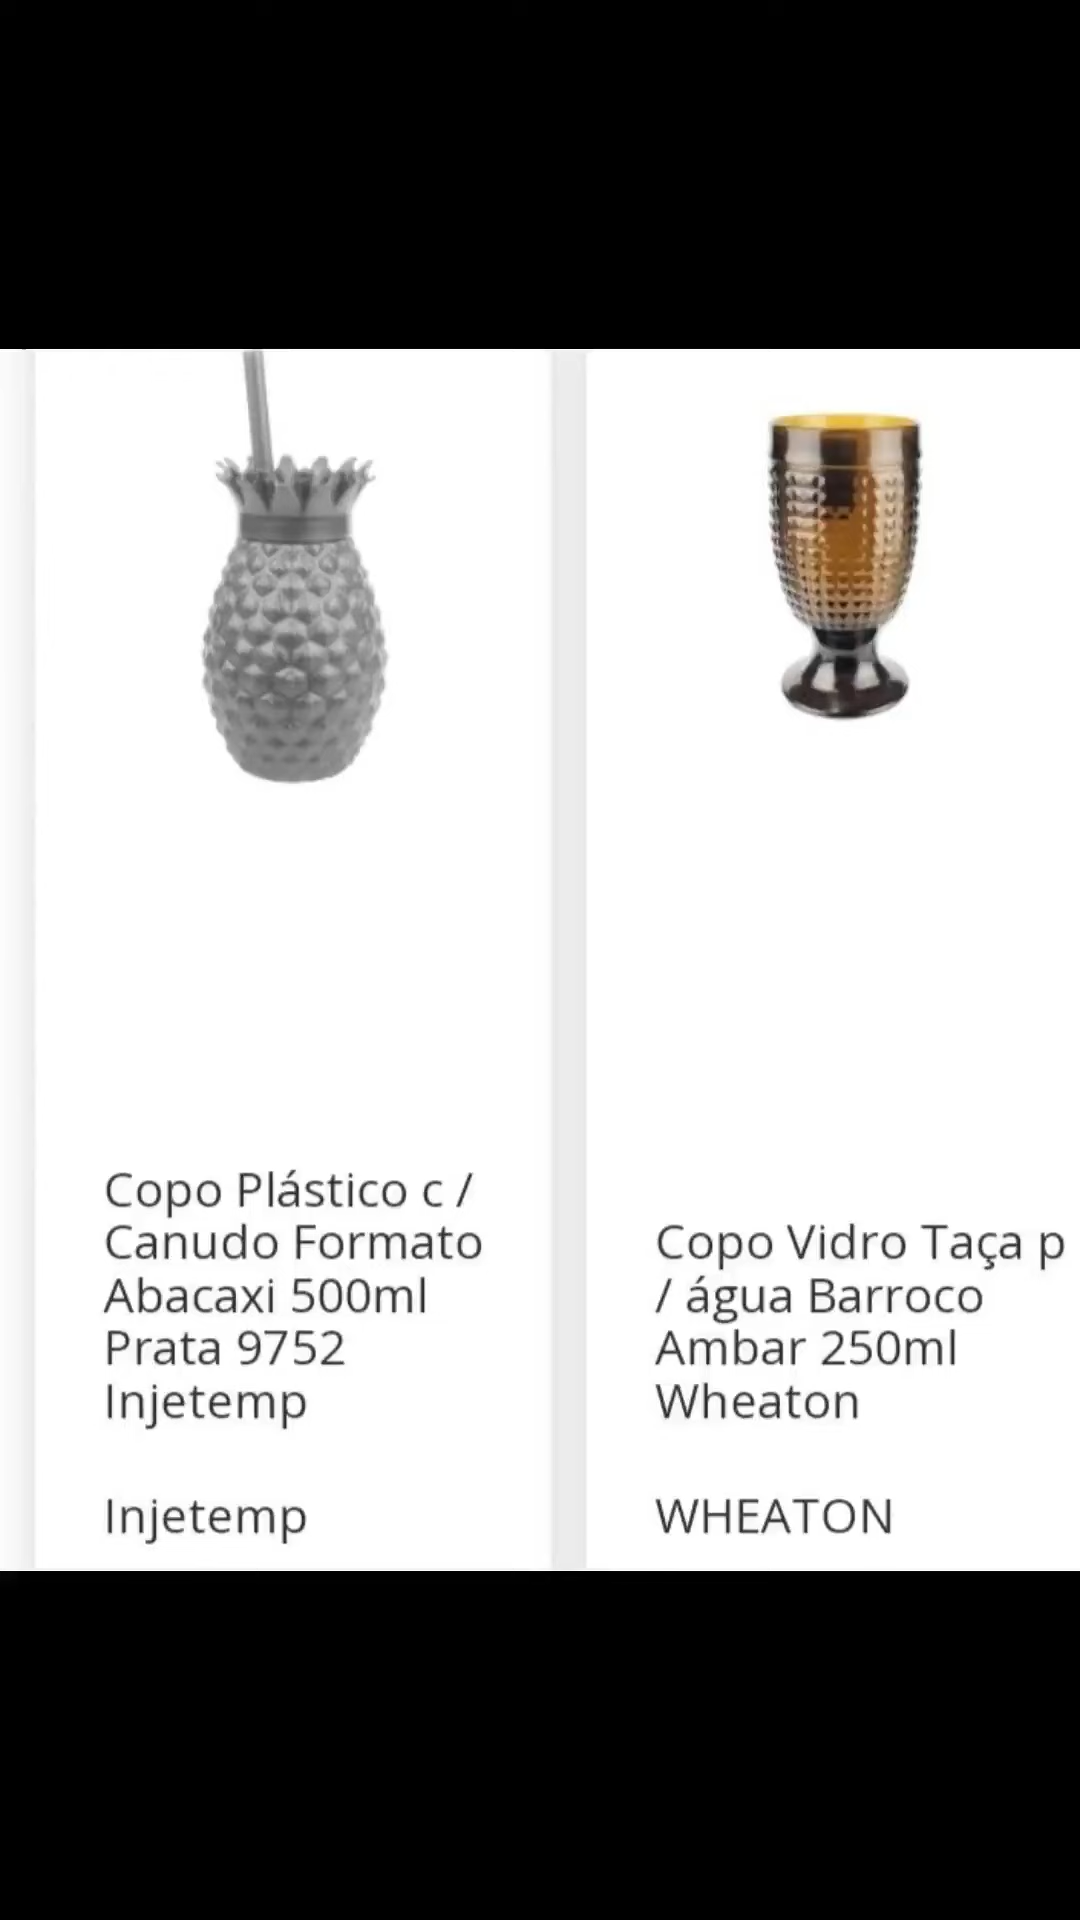 Copo Plástico c /
Canudo Formato
Abacaxi 500ml
Prata 9752
Injetemp
Injetemp
Copo Vidro Taça p
/ água Barroco
Ambar 250ml
Wheaton
WHEATON